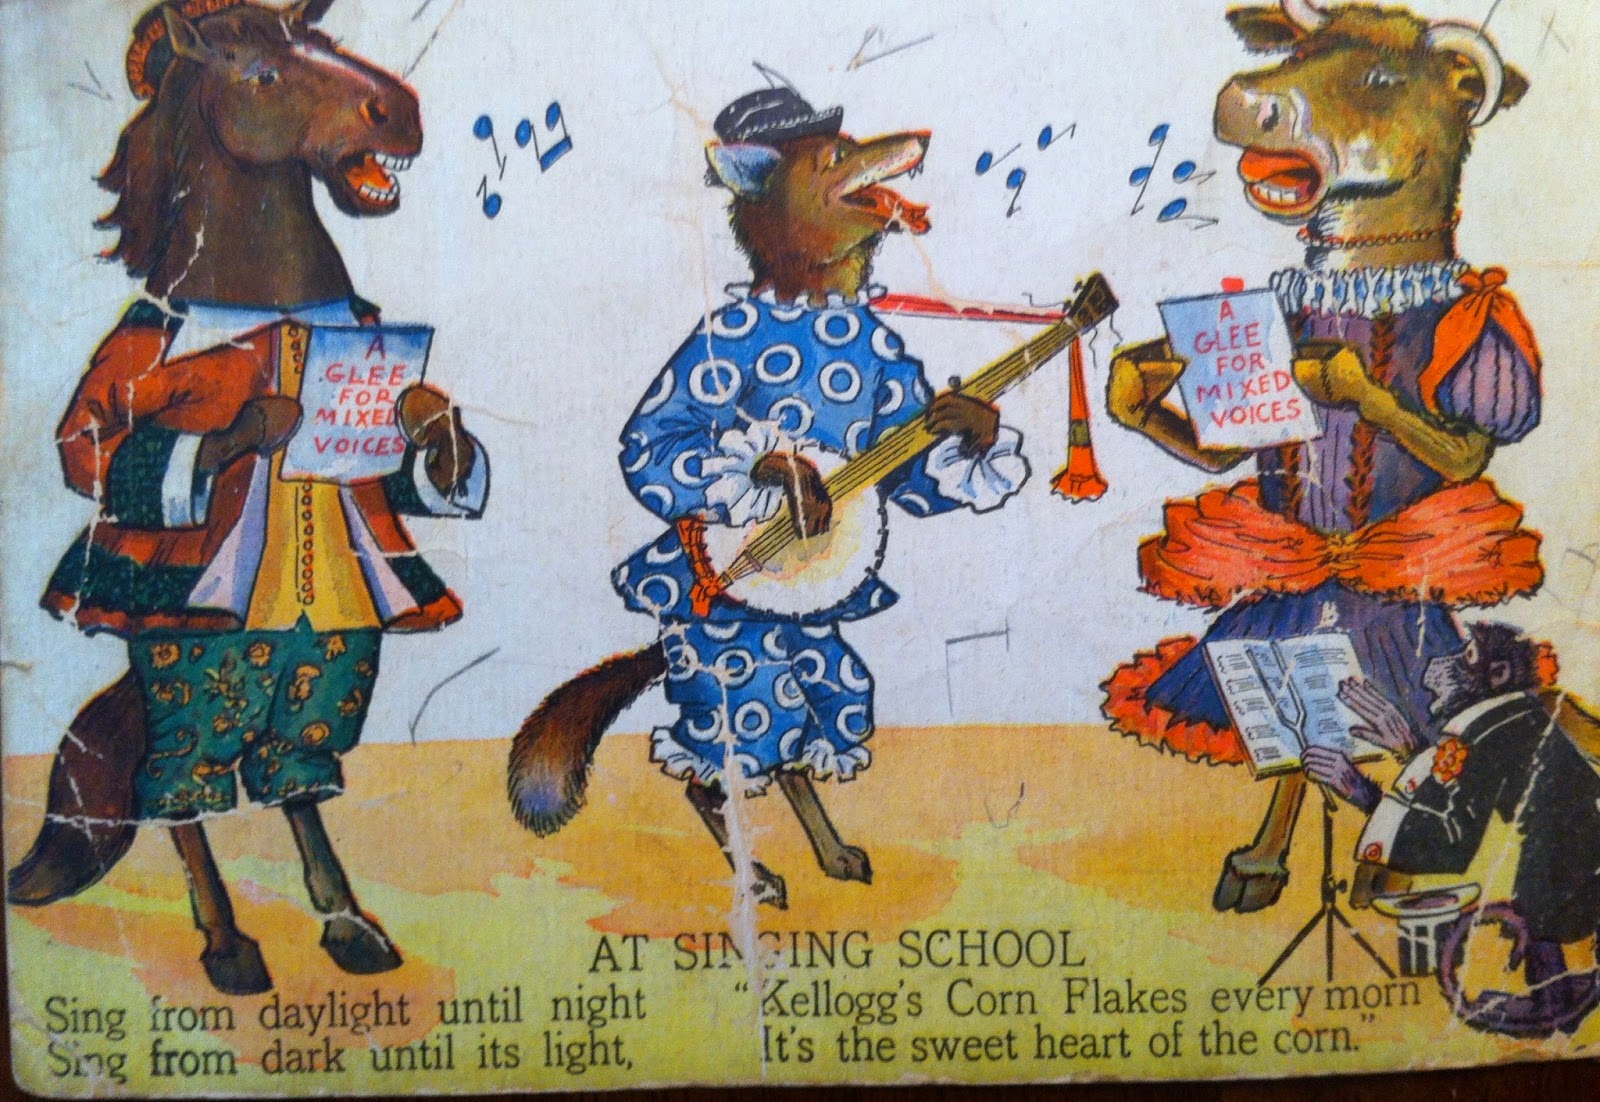 A
GLEE
FOR
MIXED
VOICES
A
GLEE
FOR
MIXED
VOICES
AT SINGING SCHOOL
Sing from daylight until night
Sing from dark until its light,
"Kellogg's Corn Flakes every morn
It's the sweet heart of the corn."